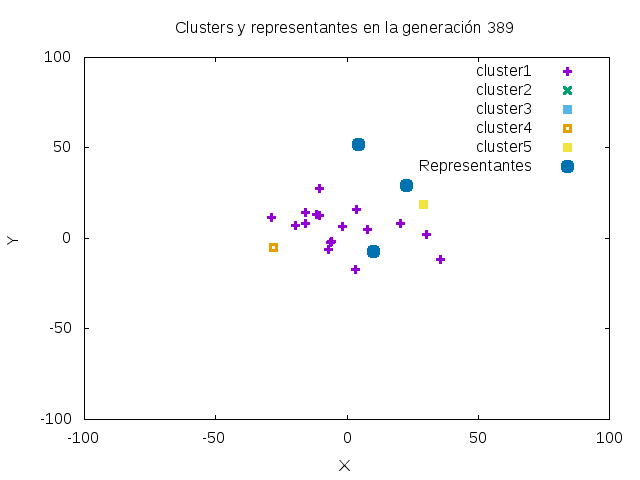 Clusters y representantes en la generación 389
100
50
0
-50
-100
-100
-50
0
50
100
Y
X
cluster1
cluster2
cluster3
cluster4
cluster5
Representantes